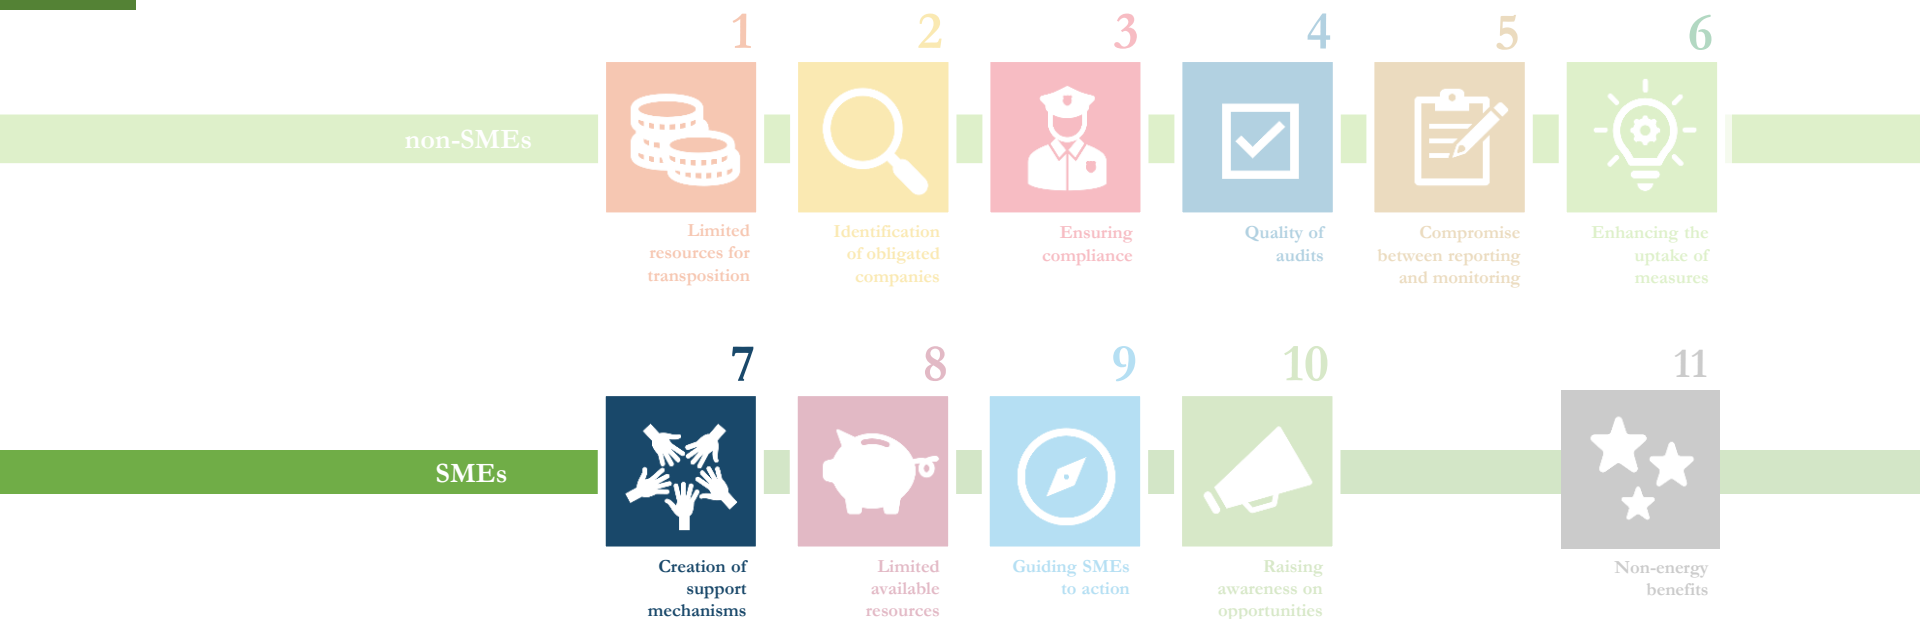 1
2
3
4
5
6
non-SMEs
Limited
resources for
transposition
Identification
of obligated
companies
Ensuring
compliance
Quality of
audits
Compromise
between reporting
and monitoring
Enhancing the
uptake of
measures
7
8
9
10
11
SMEs
Creation of
support
mechanisms
Limited
available
resources
Guiding SMEs
to action
Raising
awareness on
opportunities
Non-energy
benefits